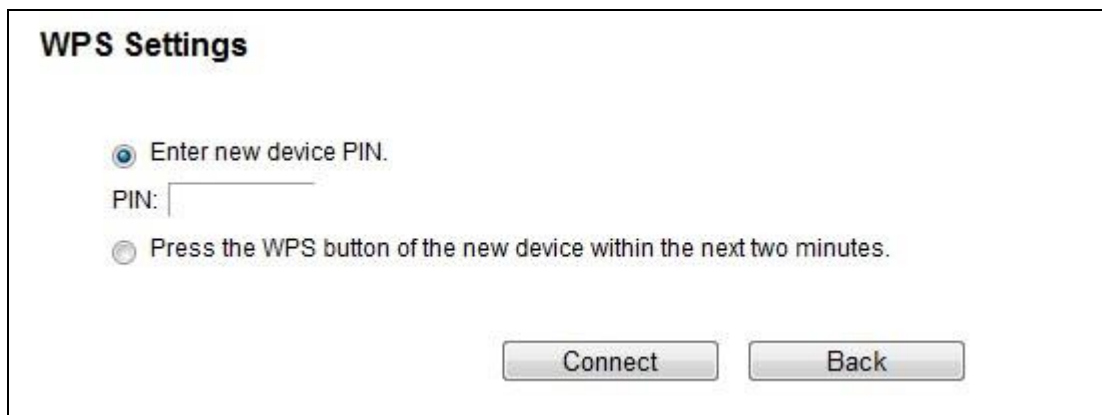 WPS Settings
Enter new device PIN.
PIN:
Press the WPS button of the new device within the next two minutes.
Connect Back